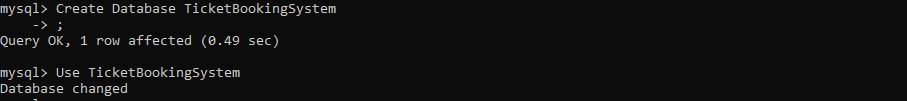 mysql> Create Database TicketBookingSystem
    -> ;
Query OK, 1 row affected (0.49 sec)
mysql> Use TicketBookingSystem
Database changed